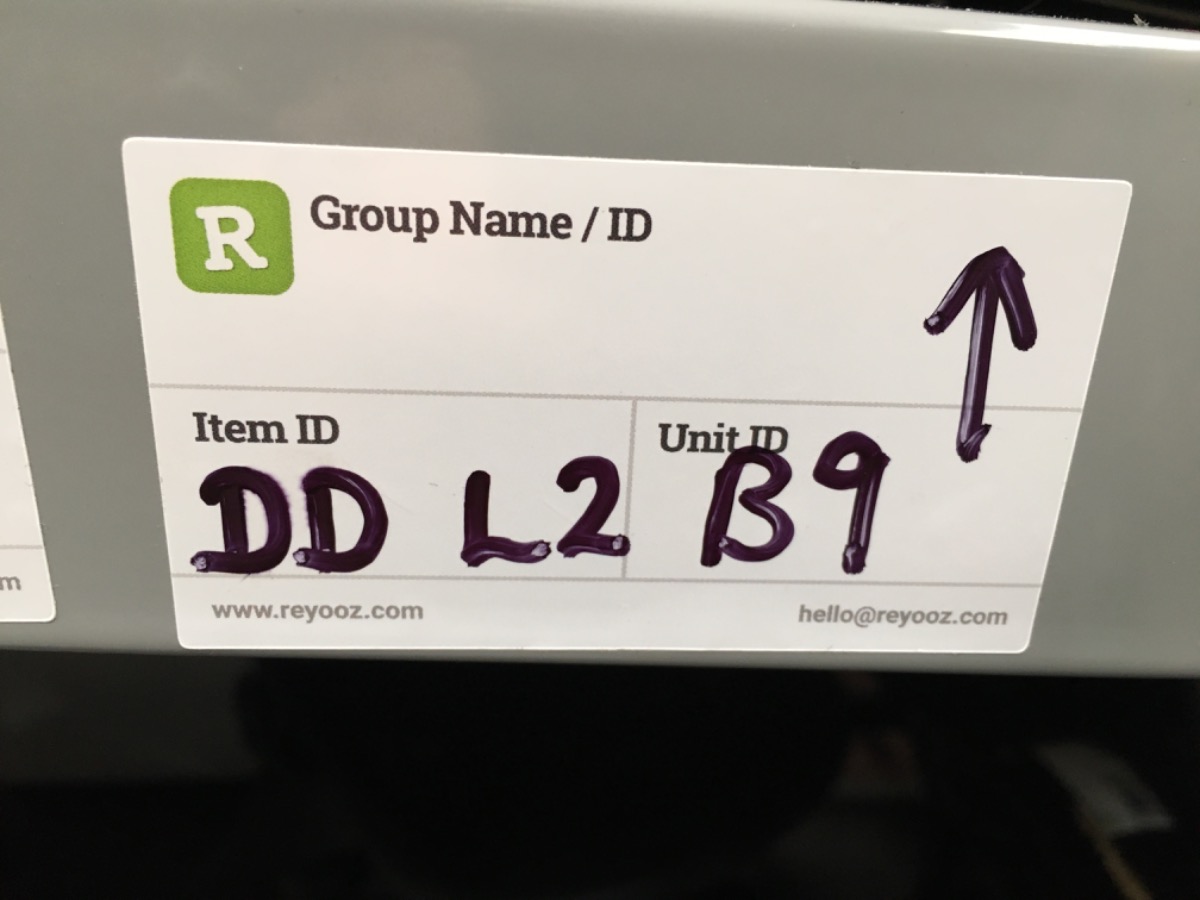 R Group Name / ID
Item ID Unit ID
DD L2 B9
www.reyooz.com hello@reyooz.com
m